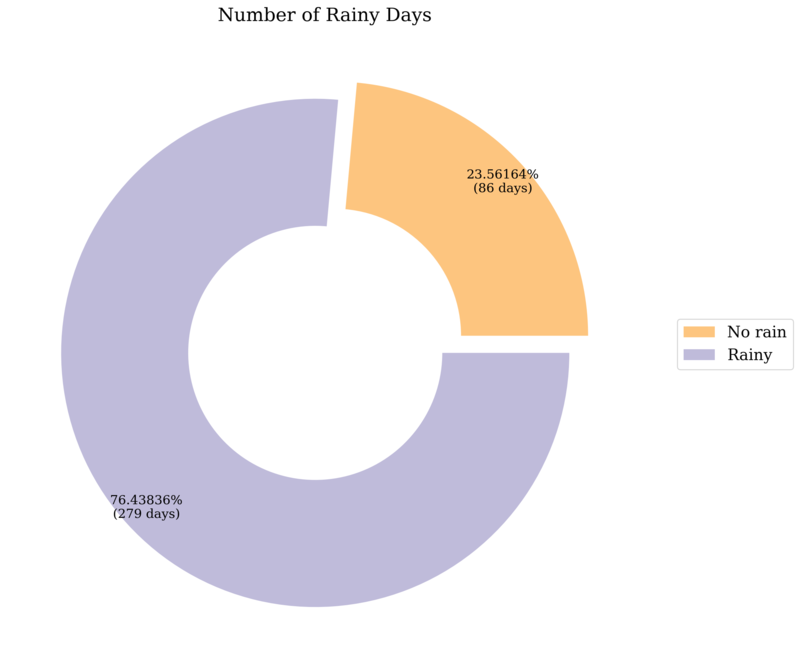 Number of Rainy Days
23.56164%
(86 days)
No rain
Rainy
76.43836%
(279 days)